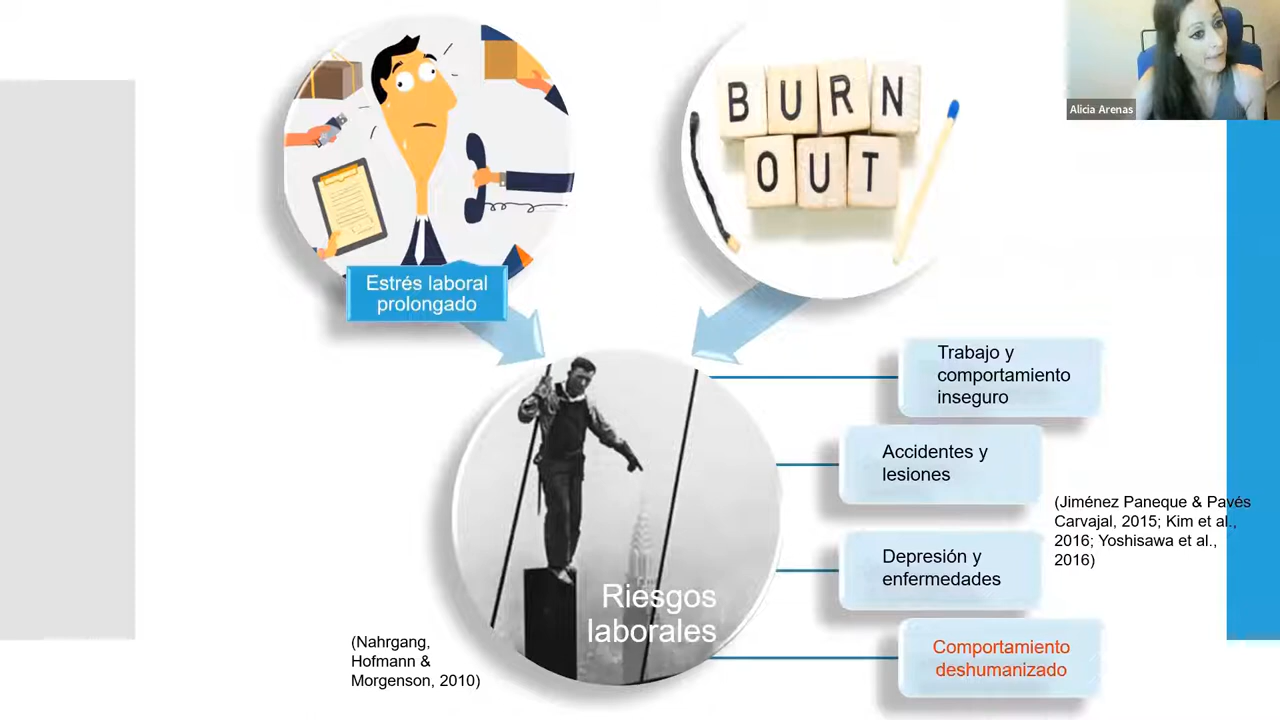 Alicia Arenas
BURN
OUT
Estrés laboral
prolongado
Trabajo y
comportamiento
inseguro
Accidentes y
lesiones
(Jiménez Paneque & Pavés
Carvajal, 2015; Kim et al.,
2016; Yoshisawa et al.,
2016)
Depresión y
enfermedades
Riesgos
laborales
(Nahrgang,
Hofmann &
Morgenson, 2010)
Comportamiento
deshumanizado